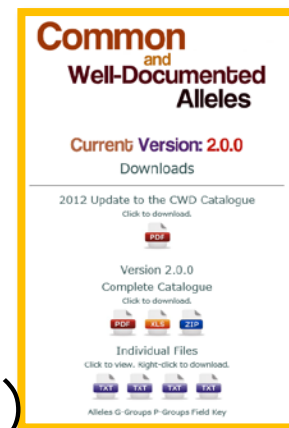 Common
and
Well-Documented
Alleles
Current Version: 2.0.0
Downloads
2012 Update to the CWD Catalogue
Click to download.
PDF
Version 2.0.0
Complete Catalogue
Click to download.
PDF XLS ZIP
Individual Files
Click to view. Right-click to download.
TXT TXT TXT TXT
Alleles G-Groups P-Groups Field Key
)